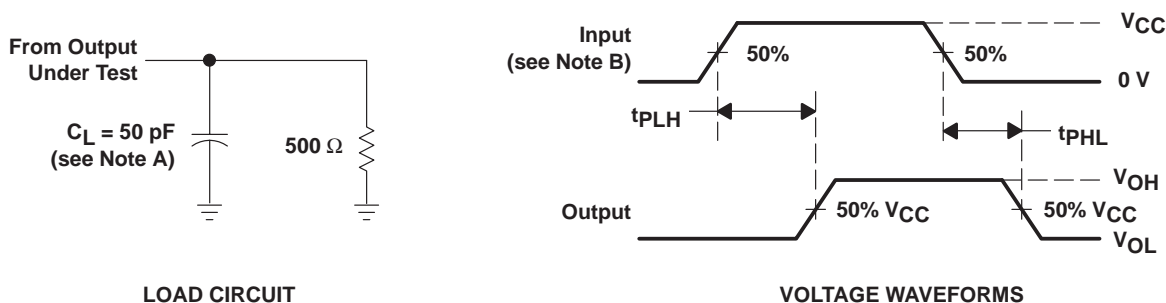 From Output
Under Test
CL = 50 pF
(see Note A)
500 Ω
LOAD CIRCUIT
Input
(see Note B)
50%
50%
VCC
0 V
tPLH
tPHL
Output
50% VCC
VOH
50% VCC
VOL
VOLTAGE WAVEFORMS